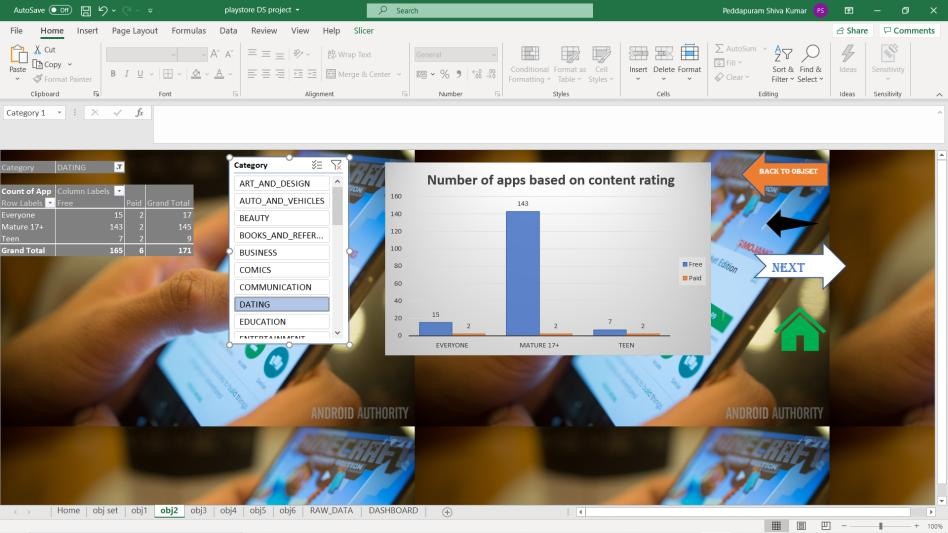 AutoSave Off
playstore DS project
Search
Peddapuram Shiva Kumar PS
File Home Insert Page Layout Formulas Data Review View Help Slicer
Share Comments
Paste
Cut
Copy
Format Painter
Clipboard
B I U
Font
Wrap Text
Merge & Center
Alignment
General
Number
Conditional Formatting
Format as Table
Cell Styles
Styles
Insert Delete Format
Cells
AutoSum
Fill
Clear
Sort & Filter
Find & Select
Editing
Ideas
Ideas
Sensitivity
Sensitivity
Category 1
fx
Category DATING
Count of App Column Labels
Row Labels Free Paid Grand Total
Everyone 15 2 17
Mature 17+ 143 2 145
Teen 7 2 9
Grand Total 165 6 171
Category
ART_AND_DESIGN
AUTO_AND_VEHICLES
BEAUTY
BOOKS_AND_REFER...
BUSINESS
COMICS
COMMUNICATION
DATING
EDUCATION
ENTERTAINMENT
Number of apps based on content rating
160
140
120
100
80
60
40
20
0
15 2
143 2
7 2
EVERYONE MATURE 17+ TEEN
Free
Paid
BACK TO OBJSET
NEXT
ANDROID AUTHORITY
ANDROID AUTHORITY
Home obj set obj1 obj2 obj3 obj4 obj5 obj6 RAW_DATA DASHBOARD
100%